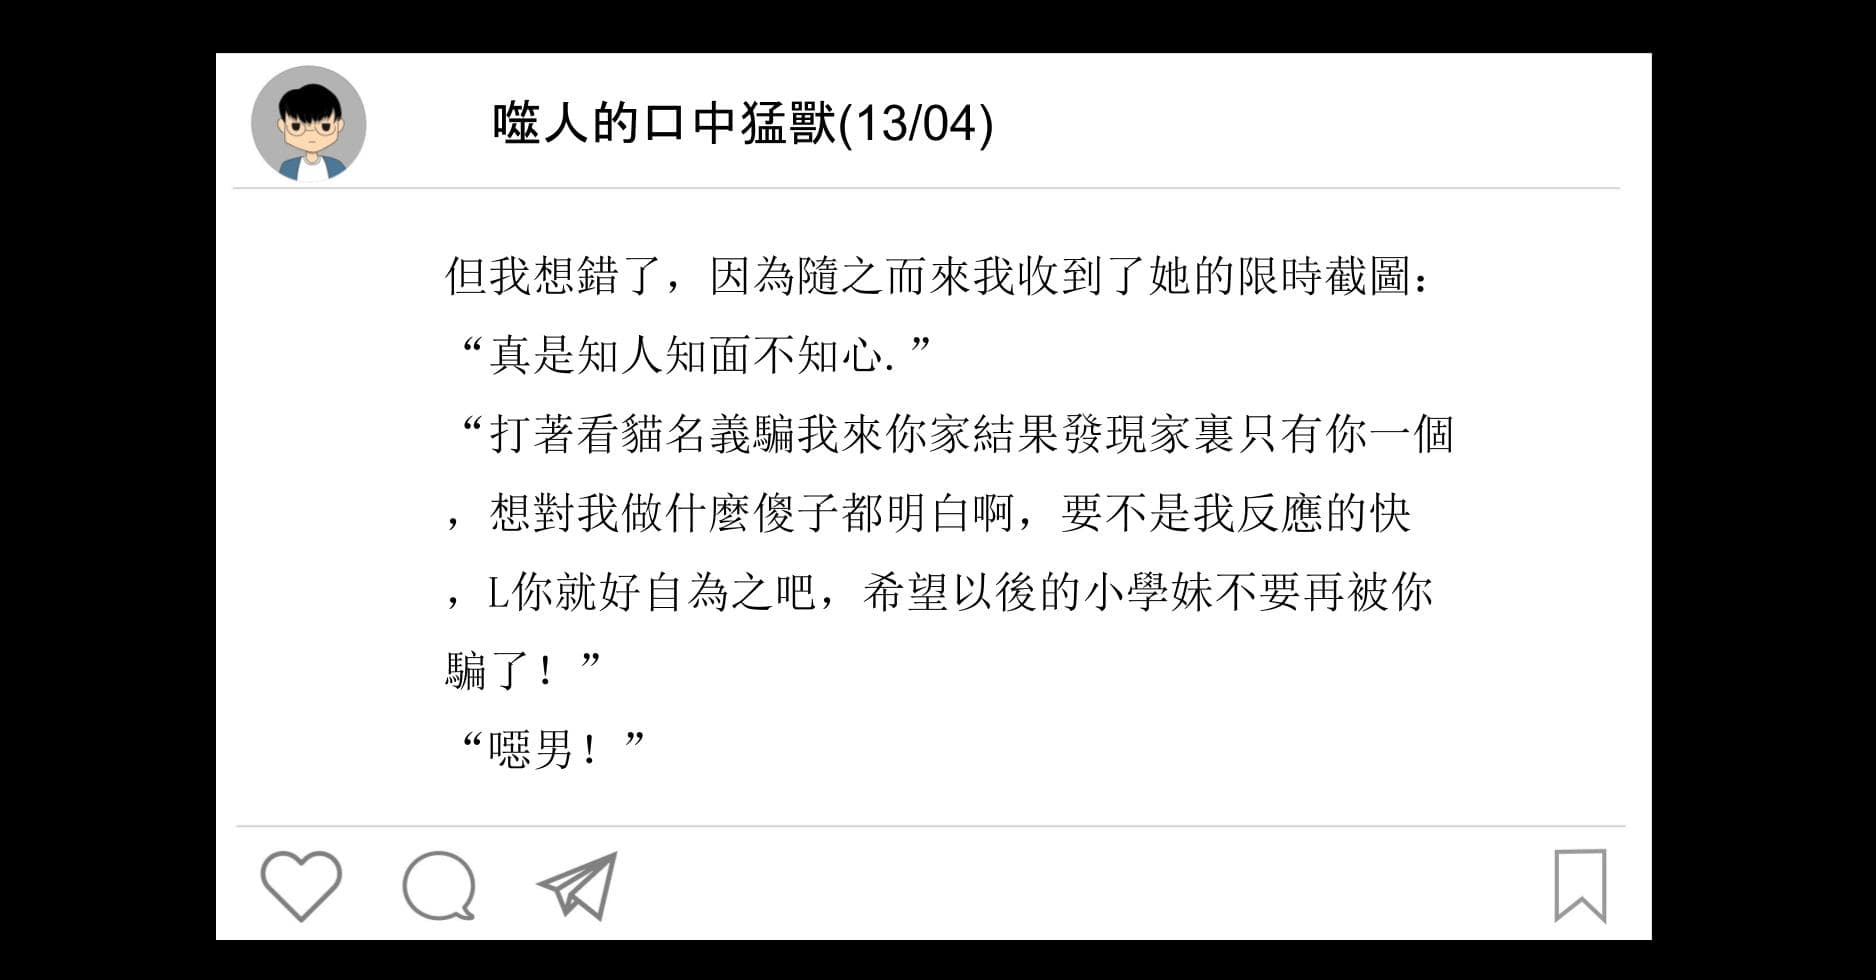 噬人的口中猛獸(13/04)
但我想錯了，因為隨之而來我收到了她的限時截圖：
“真是知人知面不知心.”
“打著看貓名義騙我來你家結果發現家裏只有你一個
，想對我做什麼傻子都明白啊，要不是我反應的快
，L你就好自為之吧，希望以後的小學妹不要再被你
騙了！”
“噁男！”